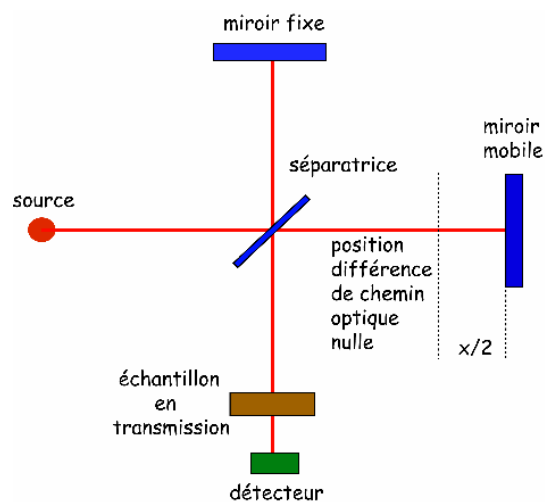 miroir fixe
miroir
mobile
séparatrice
source
position
différence
de chemin
optique
nulle
x/2
échantillon
en
transmission
détecteur